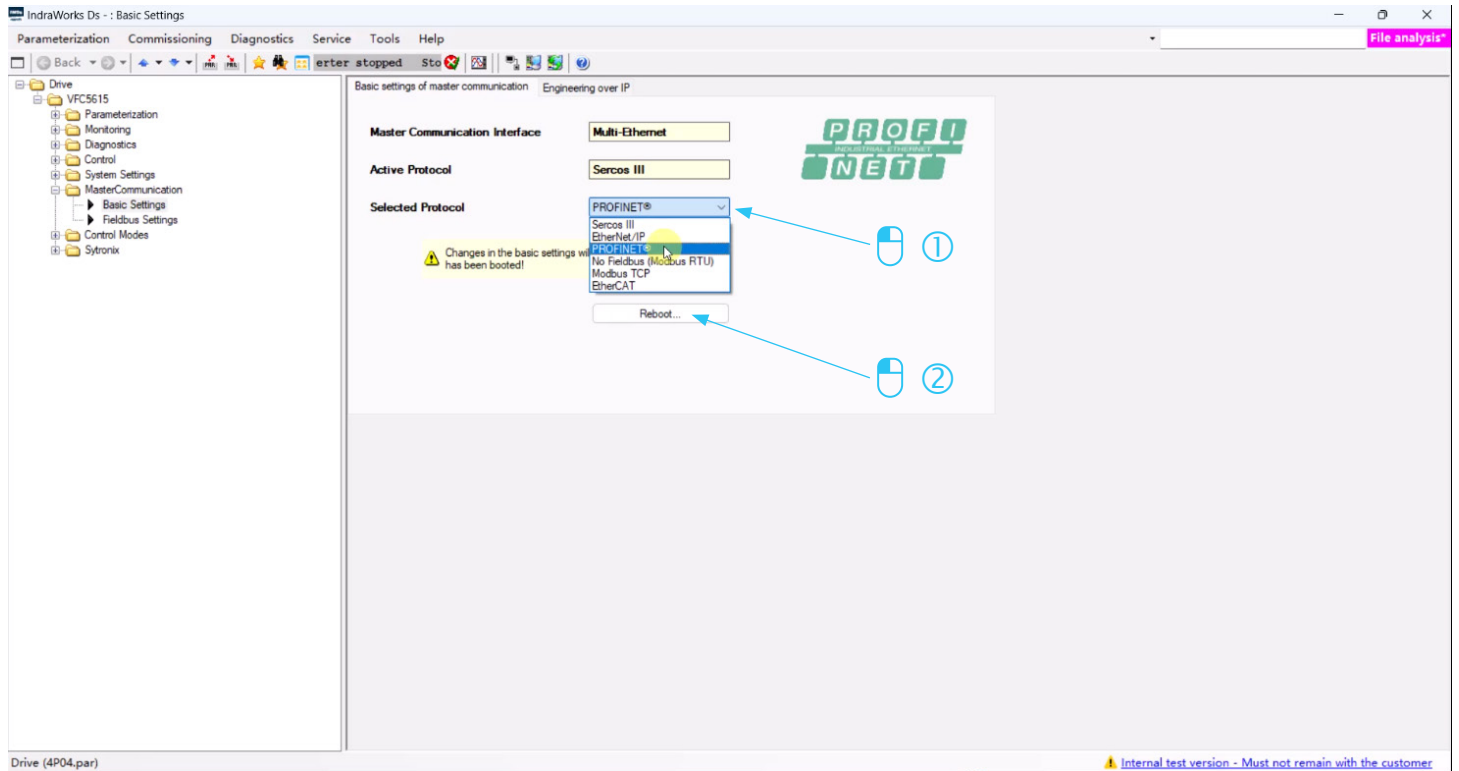 IndraWorks Ds - : Basic Settings
Parameterization Commissioning Diagnostics Service Tools Help
File analysis*
Back
erter stopped Sto
Drive
VFC5615
Parameterization
Monitoring
Diagnostics
Control
System Settings
MasterCommunication
Basic Settings
Fieldbus Settings
Control Modes
Sytronix
Basic settings of master communication Engineering over IP
Master Communication Interface Multi-Ethernet
PROFI
INDUSTRIAL ETHERNET
NET
Active Protocol Sercos III
Selected Protocol PROFINET®
Sercos III
EtherNet/IP
PROFINET®
No Fieldbus (Modbus RTU)
Modbus TCP
EtherCAT
Changes in the basic settings wi
has been booted!
Reboot...
①
②
Drive (4P04.par)
Internal test version - Must not remain with the customer